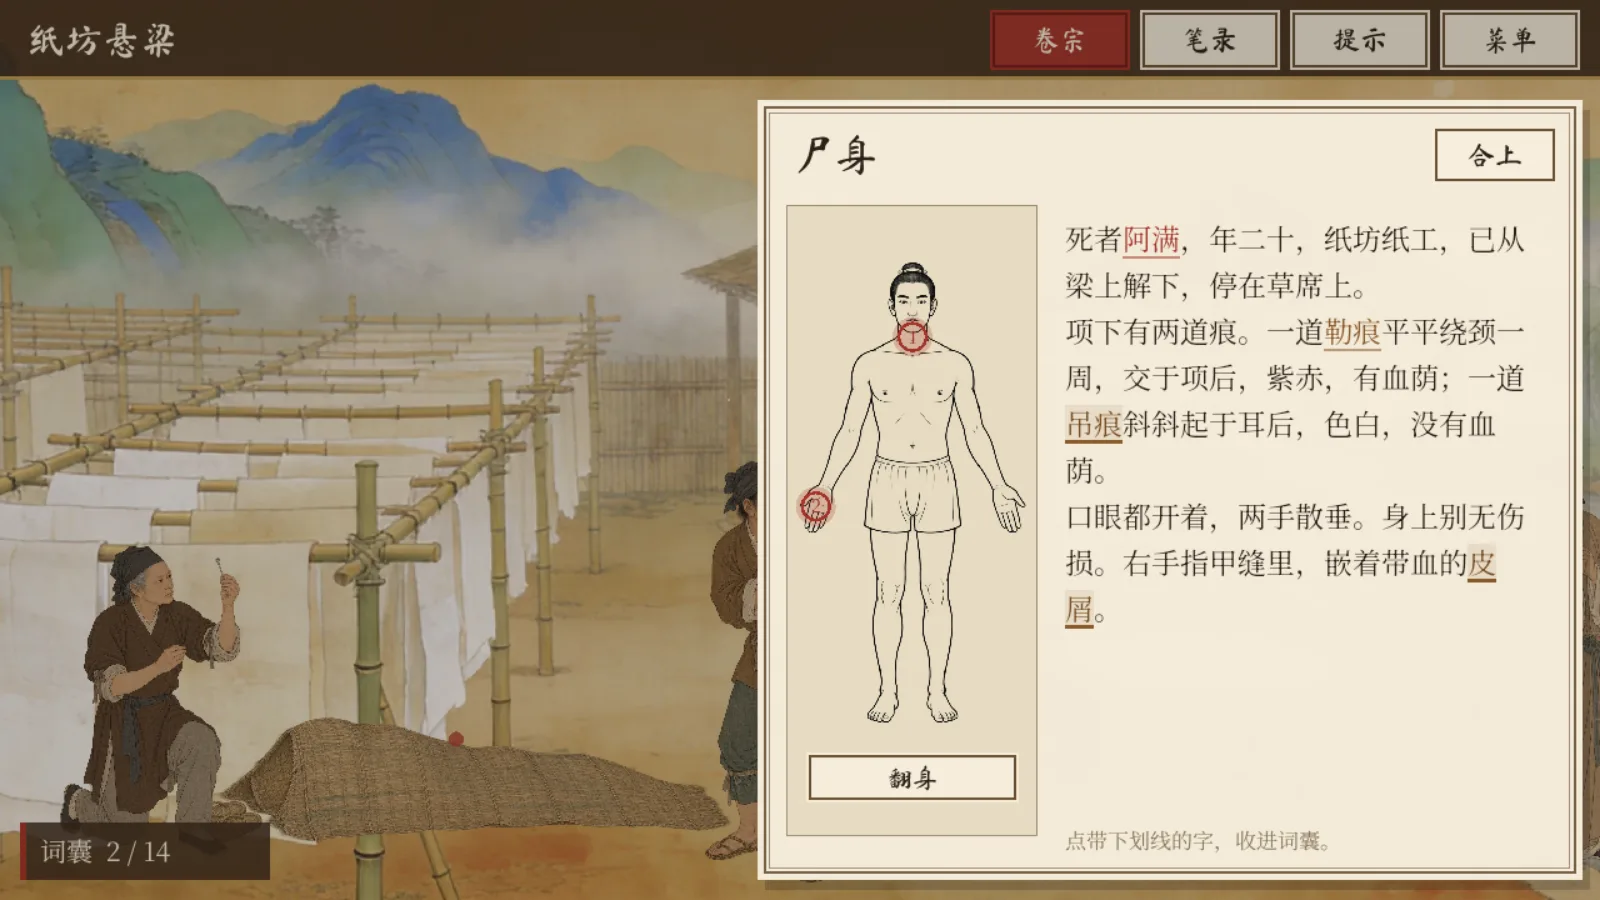 纸坊悬梁
卷宗
笔录
提示
菜单
尸身
合上
死者阿满，年二十，纸坊纸工，已从
梁上解下，停在草席上。
项下有两道痕。一道勒痕平平绕颈一
周，交于项后，紫赤，有血荫；一道
吊痕斜斜起于耳后，色白，没有血
荫。
口眼都开着，两手散垂。身上别无伤
损。右手指甲缝里，嵌着带血的皮
屑。
1
2
翻身
点带下划线的字，收进词囊。
词囊 2 / 14